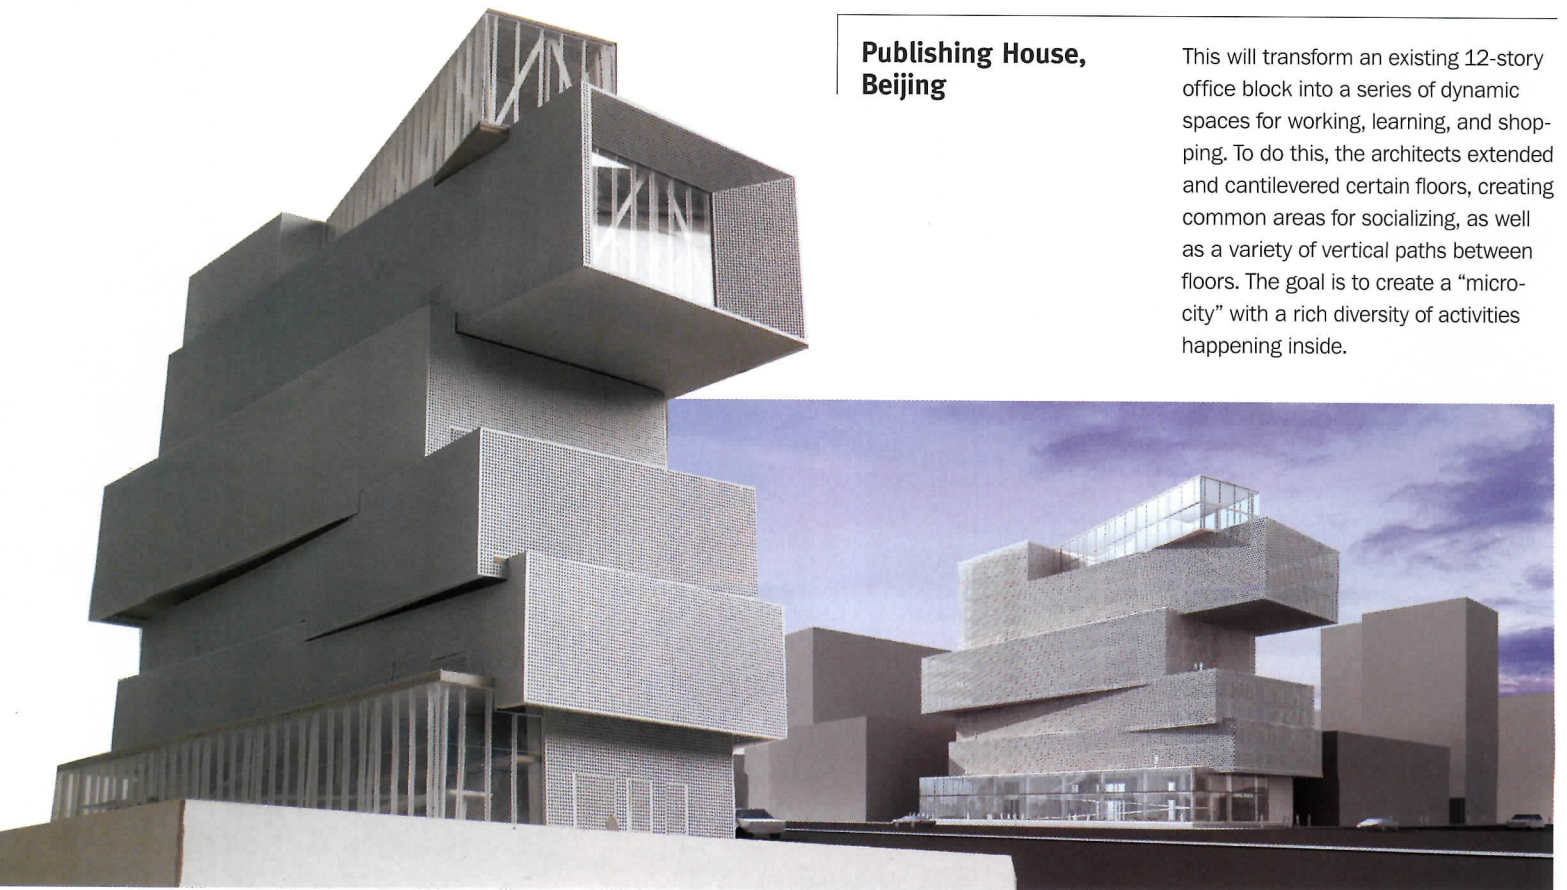 Publishing House,
Beijing
This will transform an existing 12-story
office block into a series of dynamic
spaces for working, learning, and shop-
ping. To do this, the architects extended
and cantilevered certain floors, creating
common areas for socializing, as well
as a variety of vertical paths between
floors. The goal is to create a “micro-
city” with a rich diversity of activities
happening inside.